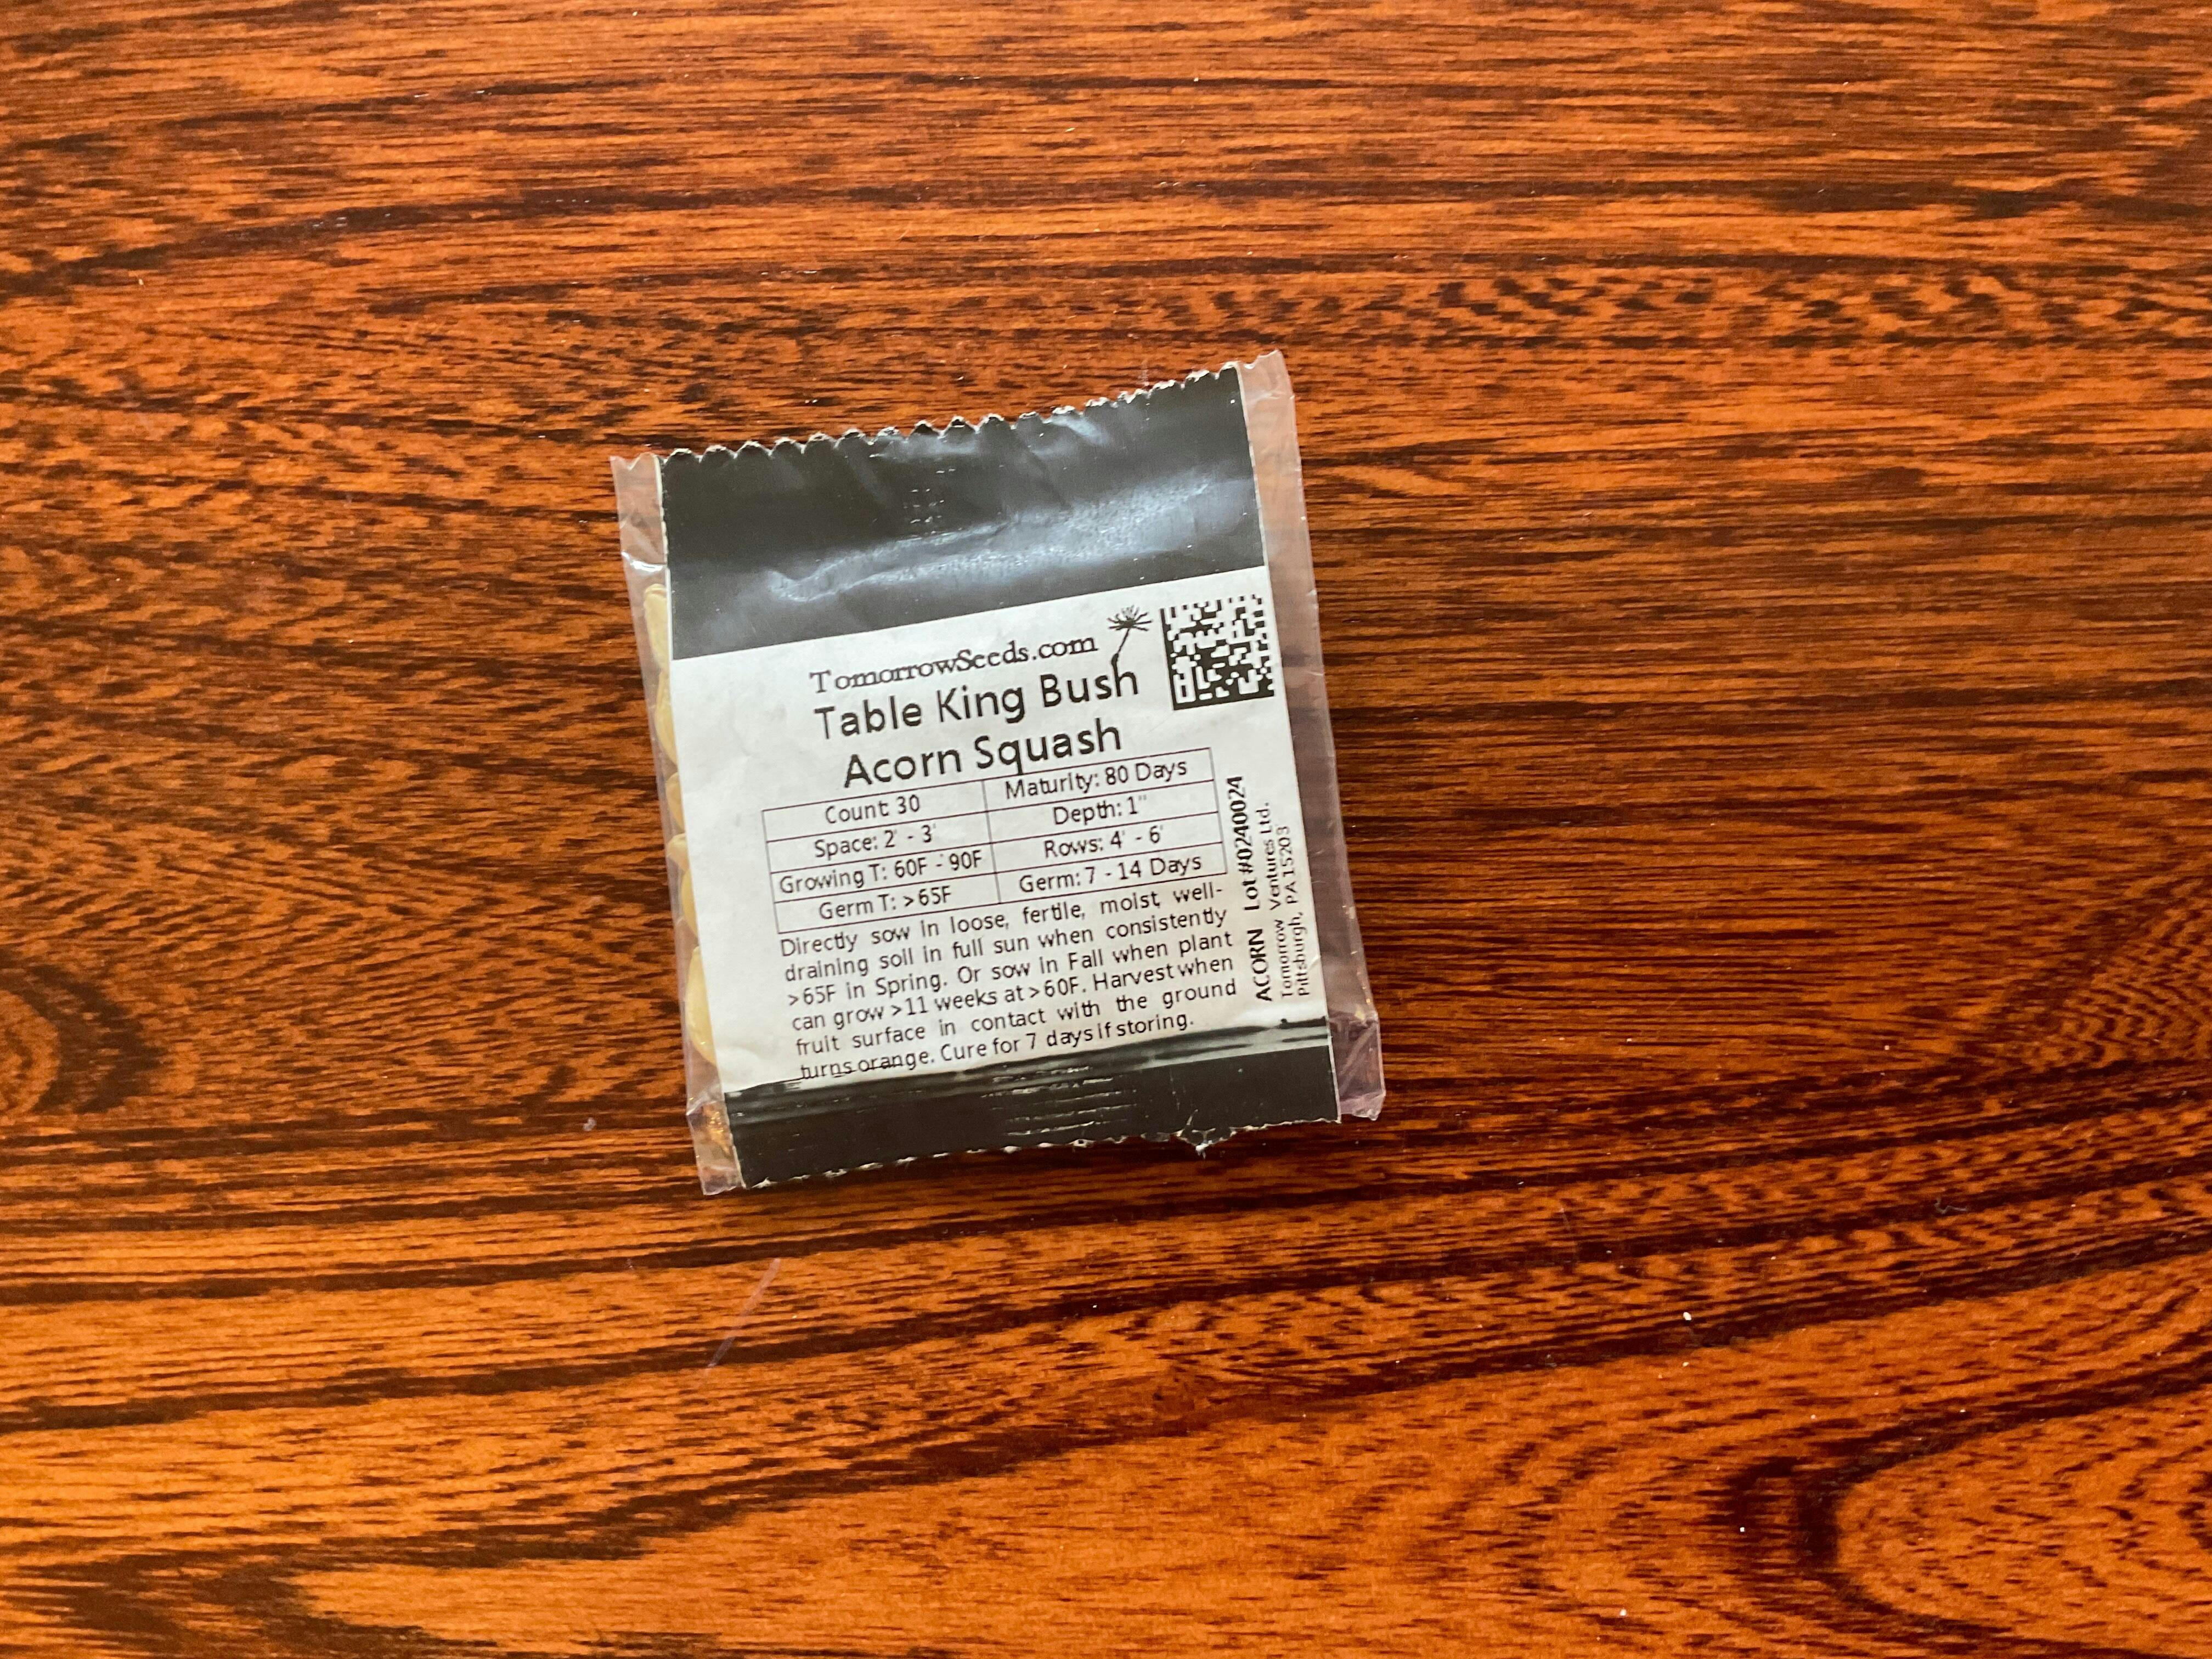 TomorrowSeeds.com
Table King Bush
Acorn Squash
Count: 30 Maturity: 80 Days
Space: 2' - 3' Depth: 1"
Growing T: 60F - 90F Rows: 4' - 6'
Germ T: >65F Germ: 7 - 14 Days
Directly sow in loose, fertile, moist, well-
draining soil in full sun when consistently
>65F in Spring. Or sow in Fall when plant
can grow >11 weeks at >60F. Harvest when
fruit surface in contact with the ground
turns orange. Cure for 7 days if storing.
ACORN Lot#0240024
Tomorrow Ventures Ltd.
Pittsburgh, PA 15203